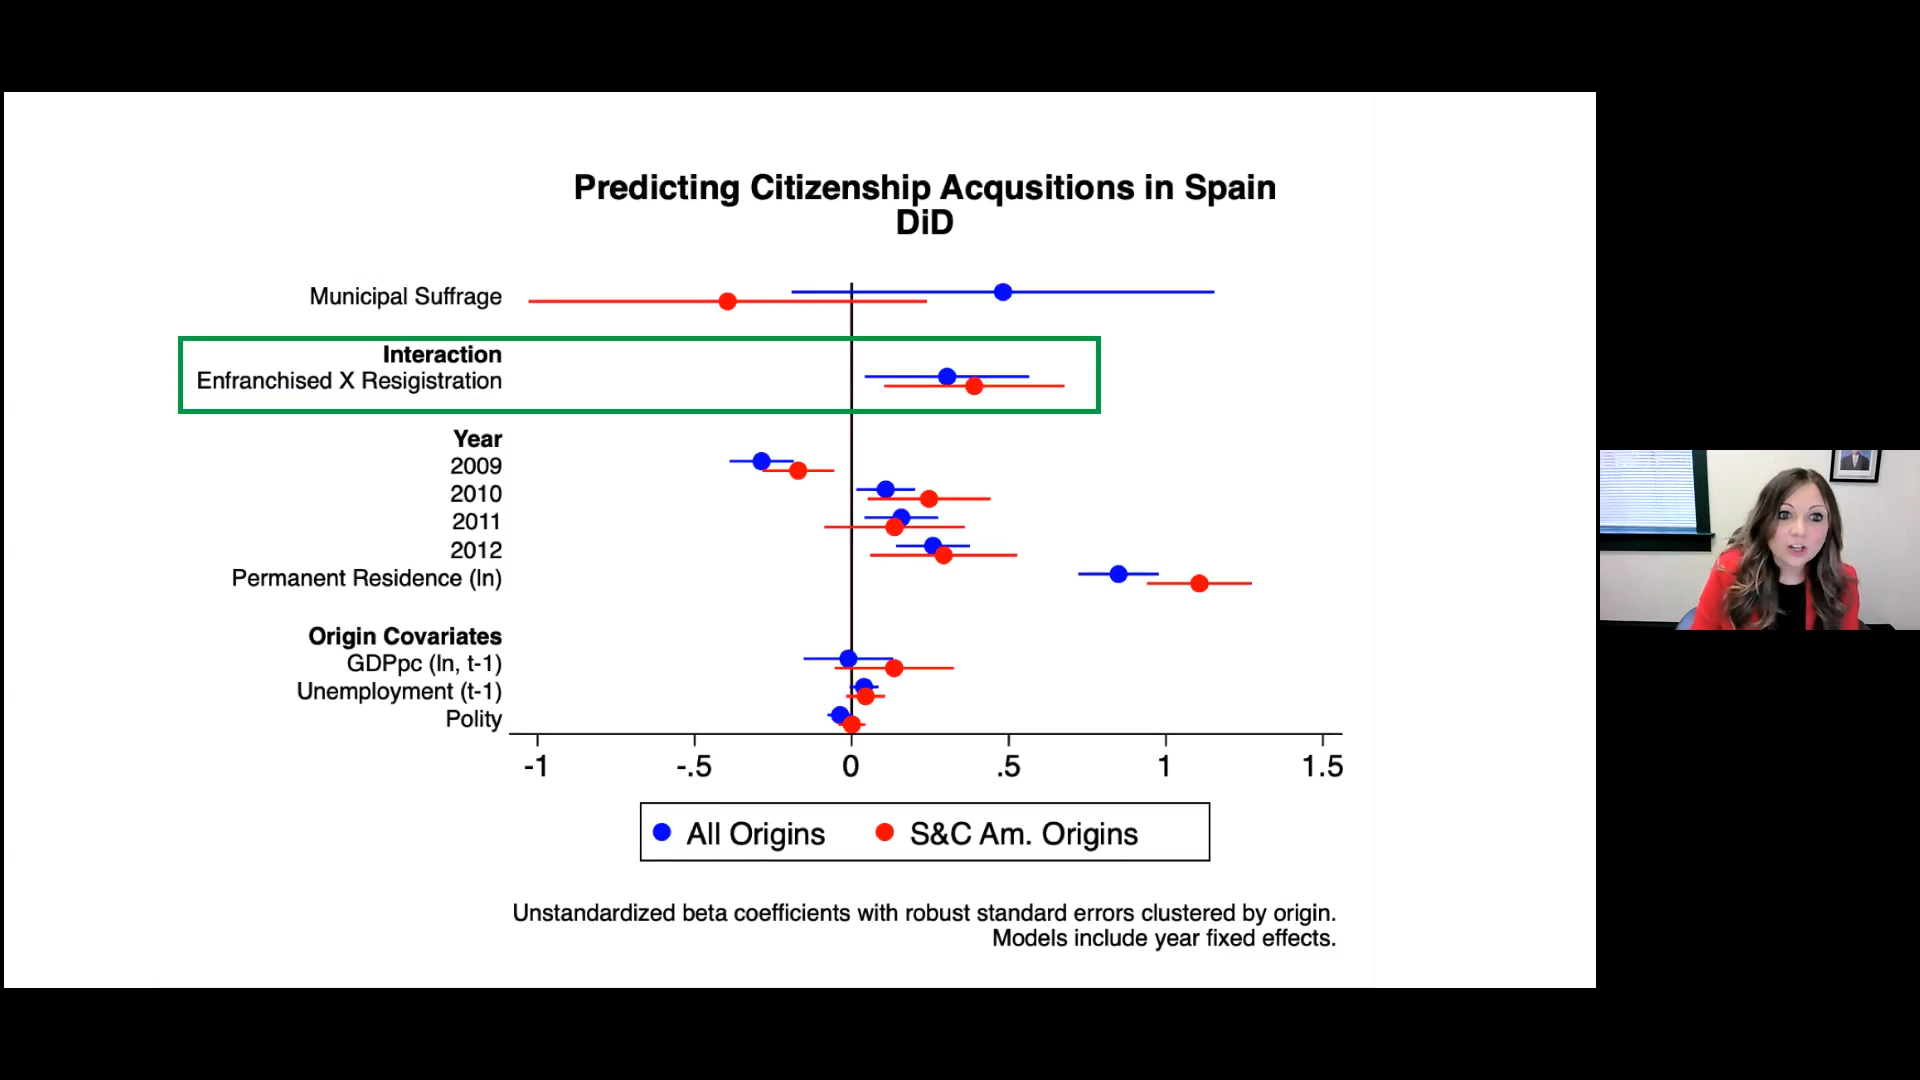 Predicting Citizenship Acqusitions in Spain
DiD
Municipal Suffrage
Interaction
Enfranchised X Resigistration
Year
2009
2010
2011
2012
Permanent Residence (ln)
Origin Covariates
GDPpc (ln, t-1)
Unemployment (t-1)
Polity
-1 -.5 0 .5 1 1.5
All Origins S&C Am. Origins
Unstandardized beta coefficients with robust standard errors clustered by origin.
Models include year fixed effects.